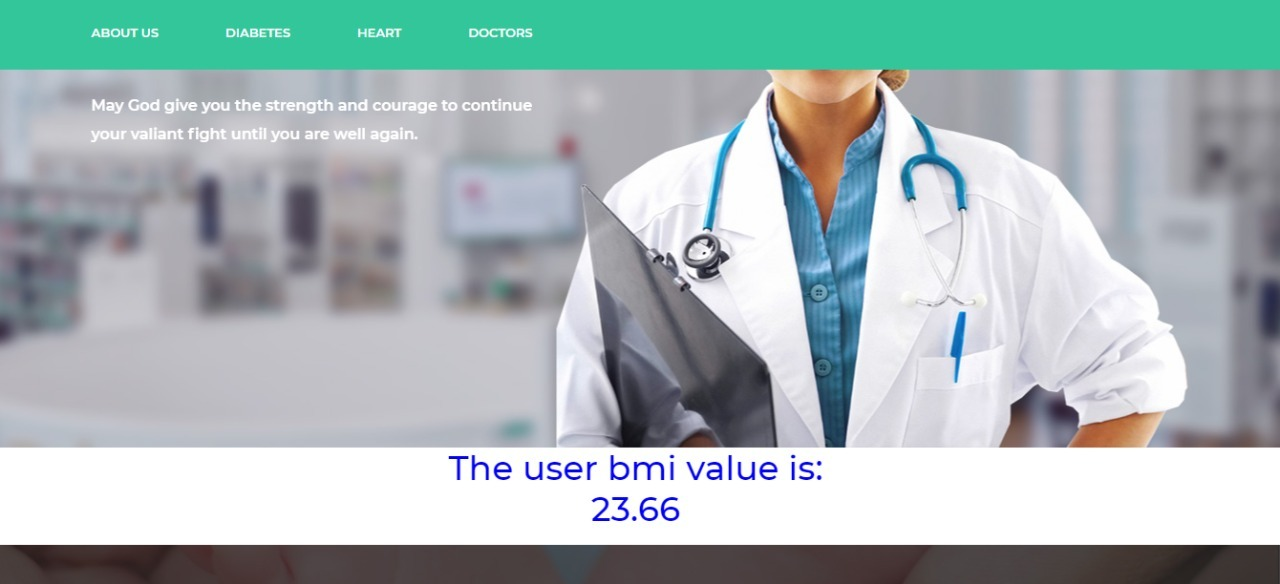 ABOUT US DIABETES HEART DOCTORS
May God give you the strength and courage to continue
your valiant fight until you are well again.
The user bmi value is:
23.66